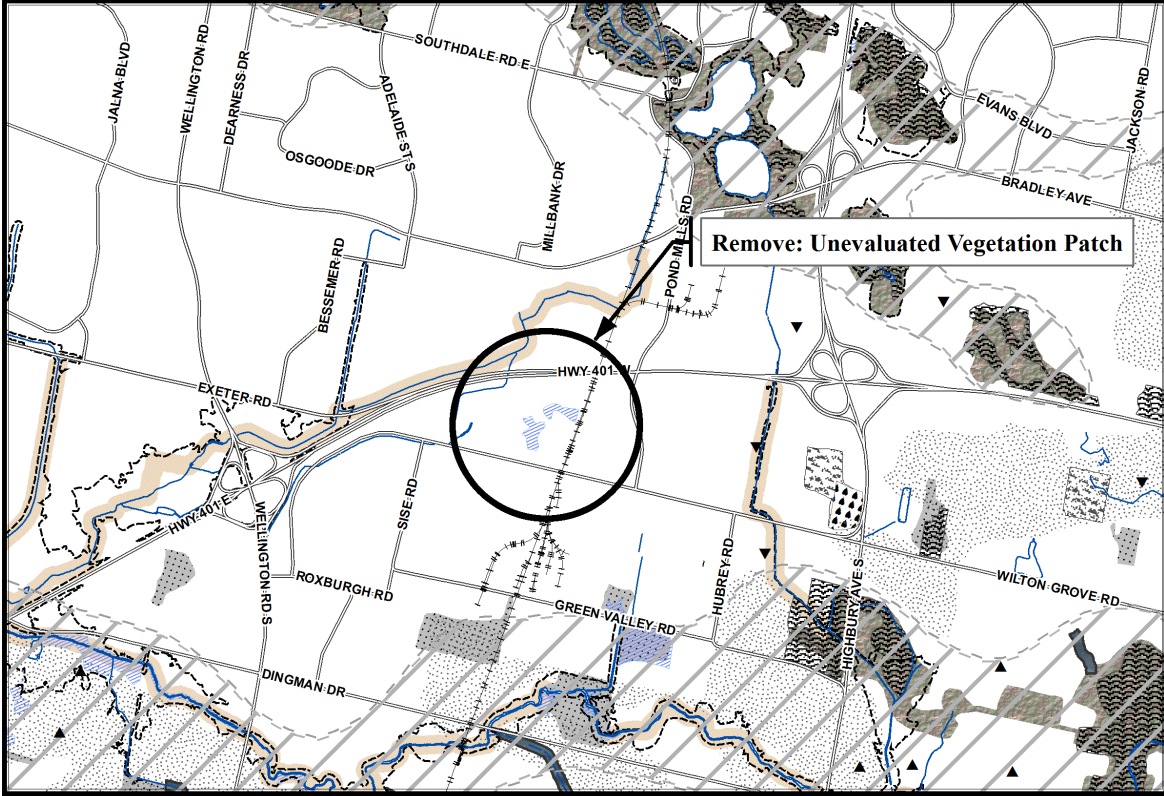 SOUTHDALE RD E
JALNA BLVD
WELLINGTON RD
DEARNESS DR
ADELAIDE ST S
OSGOODE DR
MILLBANK DR
EVANS BLVD
JACKSON RD
BRADLEY AVE
POND MILLS RD
Remove: Unevaluated Vegetation Patch
BESSEMER RD
EXETER RD
HWY 401 W
HWY 401 E
WELLINGTON RD S
SISE RD
ROXBURGH RD
GREEN VALLEY RD
HUBREY RD
HIGHBURY AVE S
WILTON GROVE RD
DINGMAN DR